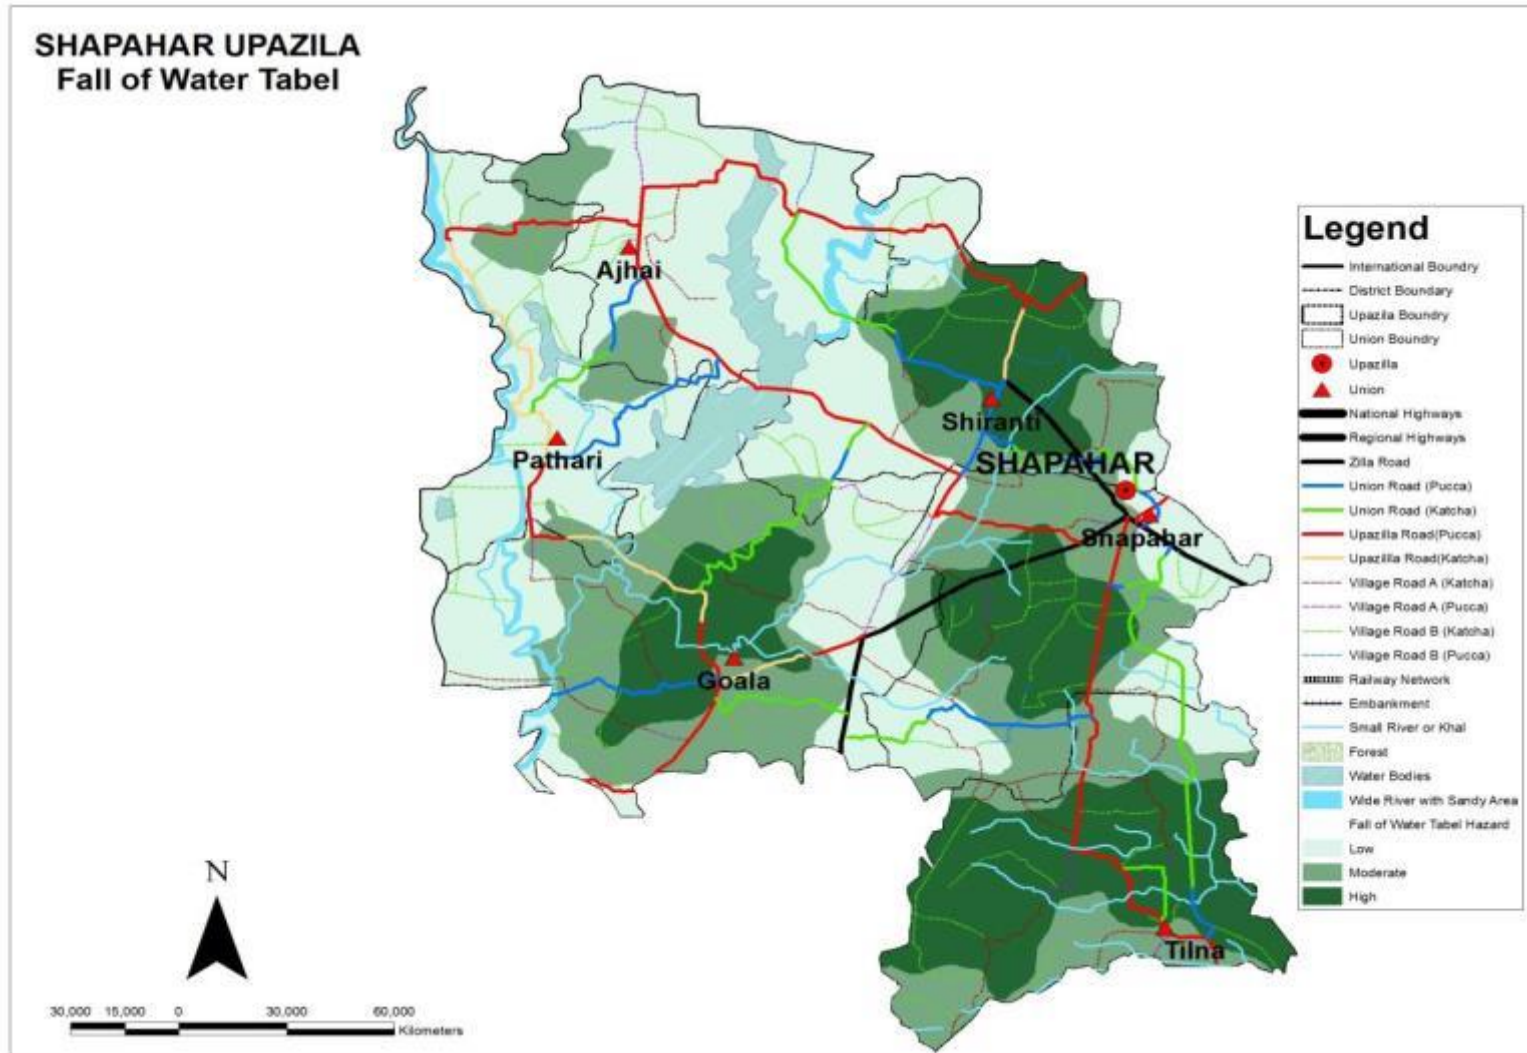 SHAPAHAR UPAZILA
Fall of Water Tabel
Ajhai
Pathari
Shiranti
SHAPAHAR
Shapahar
Goala
Tilna
Legend
International Boundry
District Boundary
Upazila Boundry
Union Boundry
Upazilla
Union
National Highways
Regional Highways
Zilla Road
Union Road (Pucca)
Union Road (Katcha)
Upazilla Road(Pucca)
Upazillla Road(Katcha)
Village Road A (Katcha)
Village Road A (Pucca)
Village Road B (Katcha)
Village Road B (Pucca)
Railway Network
Embankment
Small River or Khal
Forest
Water Bodies
Wide River with Sandy Area
Fall of Water Tabel Hazard
Low
Moderate
High
N
30,000 15,000 0 30,000 60,000
Kilometers